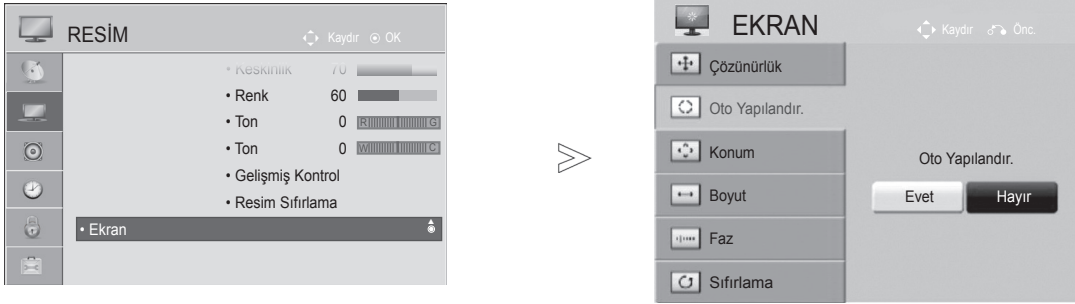 RESİM
Kaydır OK
• Keskinlik 70
• Renk 60
• Ton 0 R G
• Ton 0 W C
• Gelişmiş Kontrol
• Resim Sıfırlama
• Ekran
EKRAN
Kaydır Önc.
Çözünürlük
Oto Yapılandır.
Konum
Boyut
Faz
Sıfırlama
Oto Yapılandır.
Evet Hayır